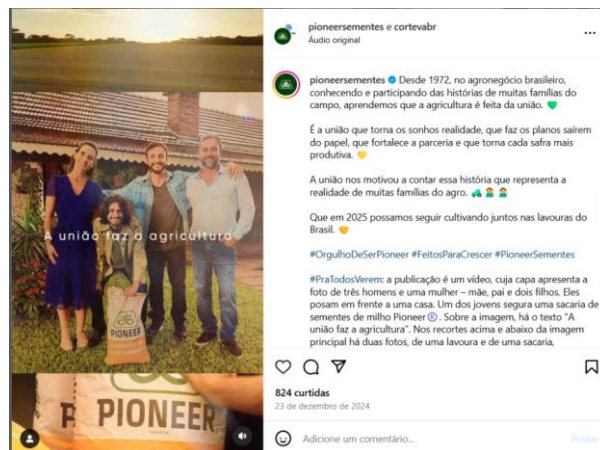 pioneersementes e cortevabr
Áudio original
pioneersementes Desde 1972, no agronegócio brasileiro,
conhecendo e participando das histórias de muitas famílias do
campo, aprendemos que a agricultura é feita da união. 💚
É a união que torna os sonhos realidade, que faz os planos saírem
do papel, que fortalece a parceria e que torna cada safra mais
produtiva. 💛
A união nos motivou a contar essa história que representa a
realidade de muitas famílias do agro.
Que em 2025 possamos seguir cultivando juntos nas lavouras do
Brasil.
#OrgulhoDeSerPioneer #FeitosParaCrescer #PioneerSementes
#PraTodosVerem: a publicação é um vídeo, cuja capa apresenta a
foto de três homens e uma mulher – mãe, pai e dois filhos. Eles
posam em frente a uma casa. Um dos jovens segura uma sacaria de
sementes de milho Pioneer®. Sobre a imagem, há o texto "A
união faz a agricultura". Nos recortes acima e abaixo da imagem
principal há duas fotos, de uma lavoura e de uma sacaria,
A união faz a agricultura
PIONEER
PIONEER
824 curtidas
23 de dezembro de 2024
Adicione um comentário...
Postar